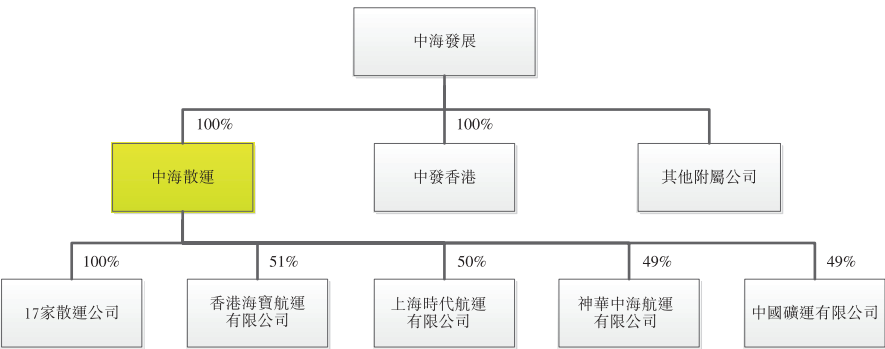 中海發展
100%
100%
中海散運
中發香港
其他附屬公司
100%
51%
50%
49%
49%
17家散運公司
香港海寶航運
有限公司
上海時代航運
有限公司
神華中海航運
有限公司
中國礦運有限公司